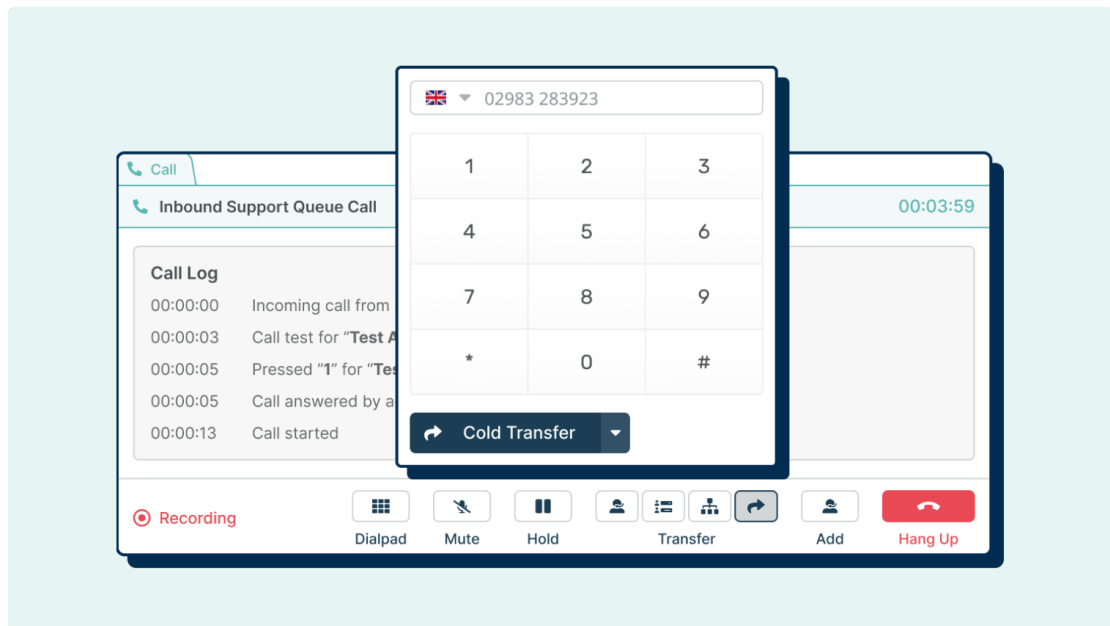 02983 283923
1 2 3
4 5 6
7 8 9
* 0 #
Cold Transfer
Call
Inbound Support Queue Call 00:03:59
Call Log
00:00:00 Incoming call from
00:00:03 Call test for “Test
00:00:05 Pressed “1” for
00:00:05 Call answered by
00:00:13 Call started
Recording
Dialpad Mute Hold Transfer Add Hang Up